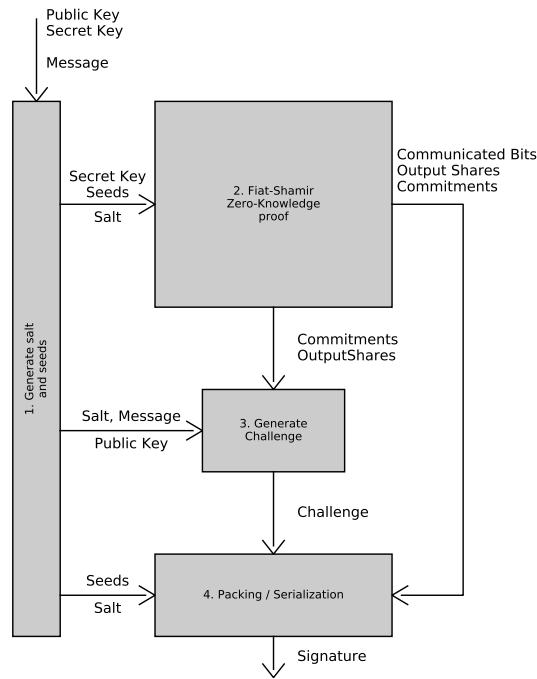 Public Key
Secret Key
Message
Secret Key
Seeds
Salt
2. Fiat-Shamir
Zero-Knowledge
proof
Communicated Bits
Output Shares
Commitments
1. Generate salt
and seeds
Commitments
OutputShares
Salt, Message
Public Key
3. Generate
Challenge
Challenge
Seeds
Salt
4. Packing / Serialization
Signature